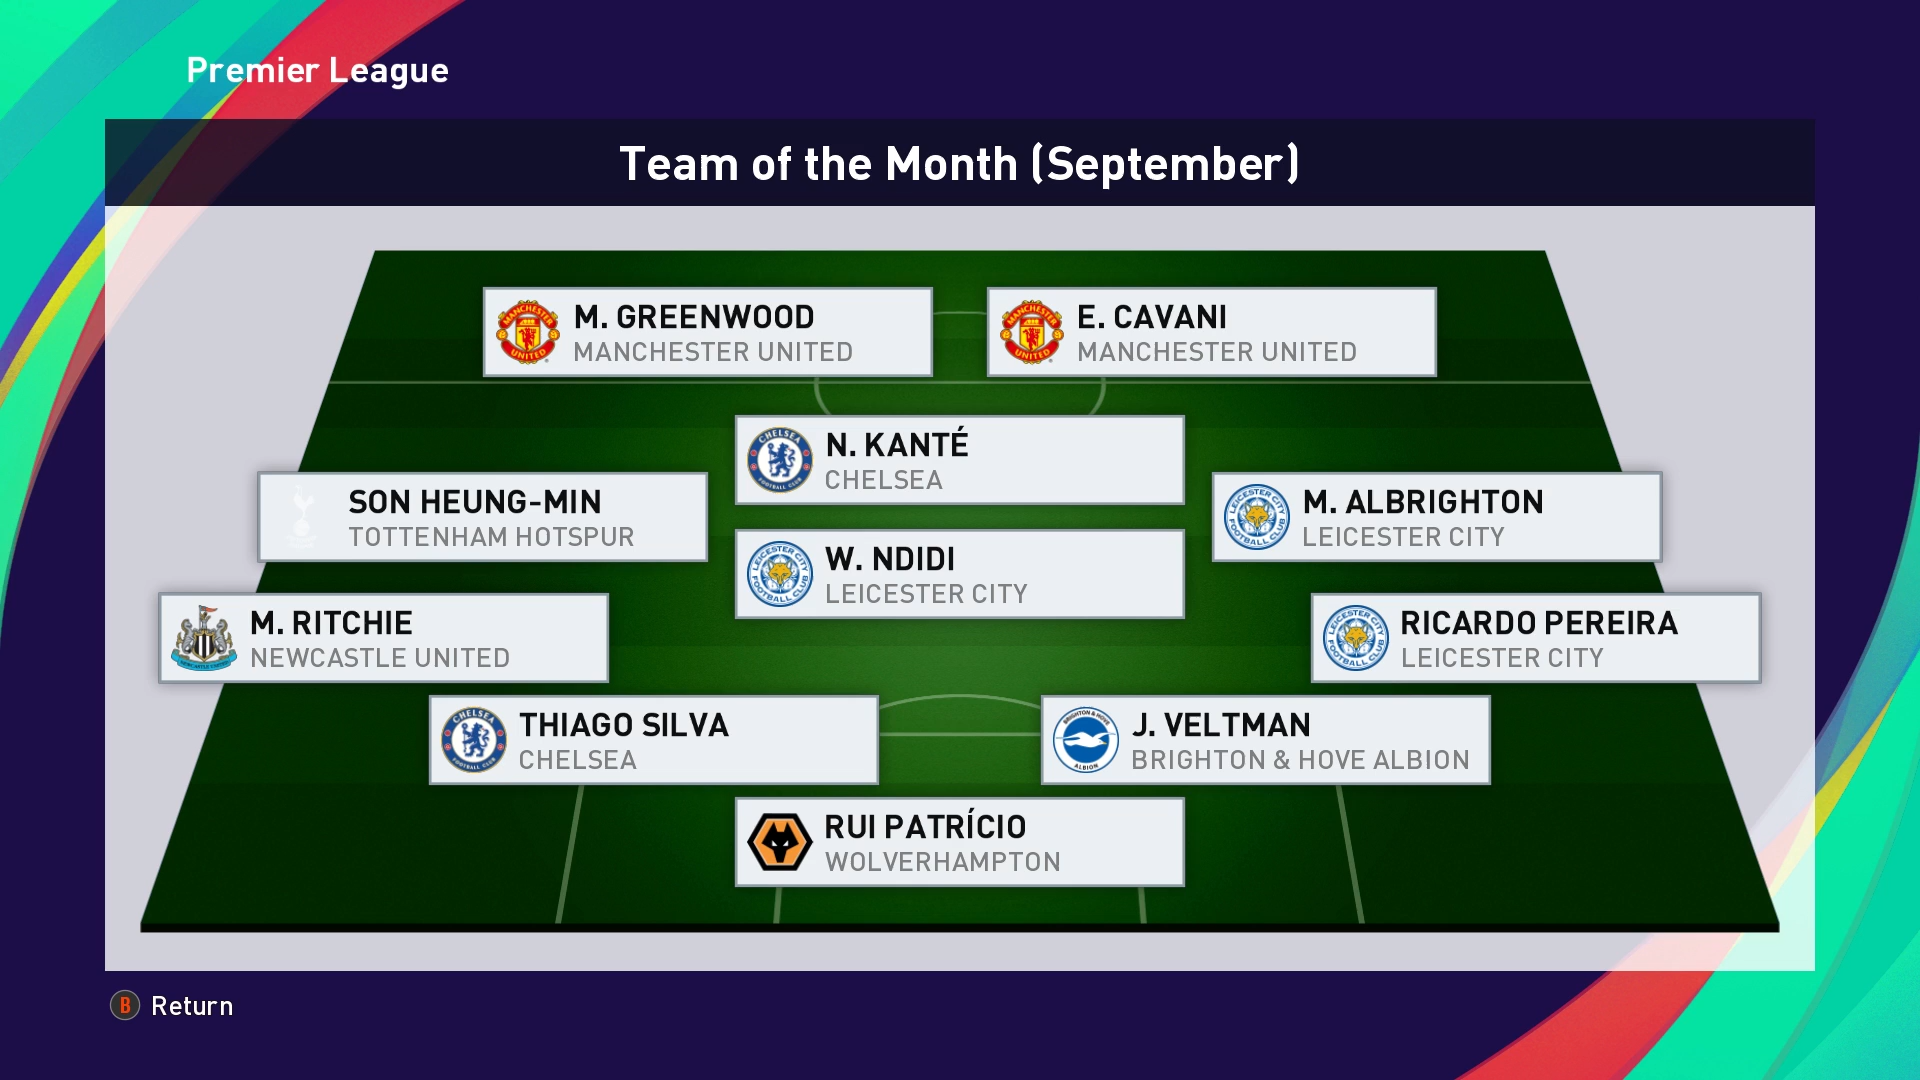 Premier League
Team of the Month (September)
M. GREENWOOD
MANCHESTER UNITED
E. CAVANI
MANCHESTER UNITED
N. KANTÉ
CHELSEA
SON HEUNG-MIN
TOTTENHAM HOTSPUR
M. ALBRIGHTON
LEICESTER CITY
W. NDIDI
LEICESTER CITY
M. RITCHIE
NEWCASTLE UNITED
RICARDO PEREIRA
LEICESTER CITY
THIAGO SILVA
CHELSEA
J. VELTMAN
BRIGHTON & HOVE ALBION
RUI PATRÍCIO
WOLVERHAMPTON
B Return